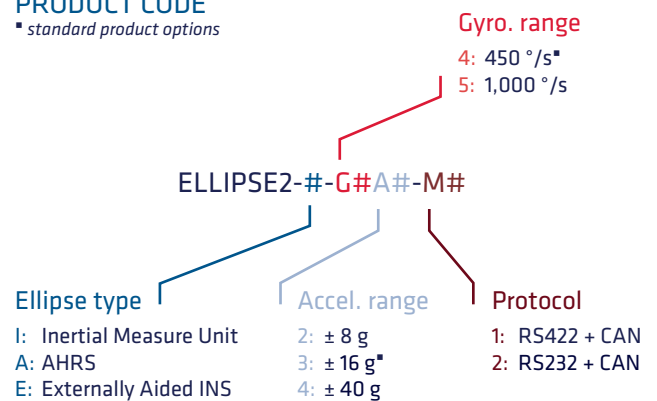 PRODUCT CODE
▪ standard product options
Gyro. range
4: 450 °/s▪
5: 1,000 °/s
ELLIPSE2-#-G#A#-M#
Ellipse type
I: Inertial Measure Unit
A: AHRS
E: Externally Aided INS
Accel. range
2: ± 8 g
3: ± 16 g▪
4: ± 40 g
Protocol
1: RS422 + CAN
2: RS232 + CAN